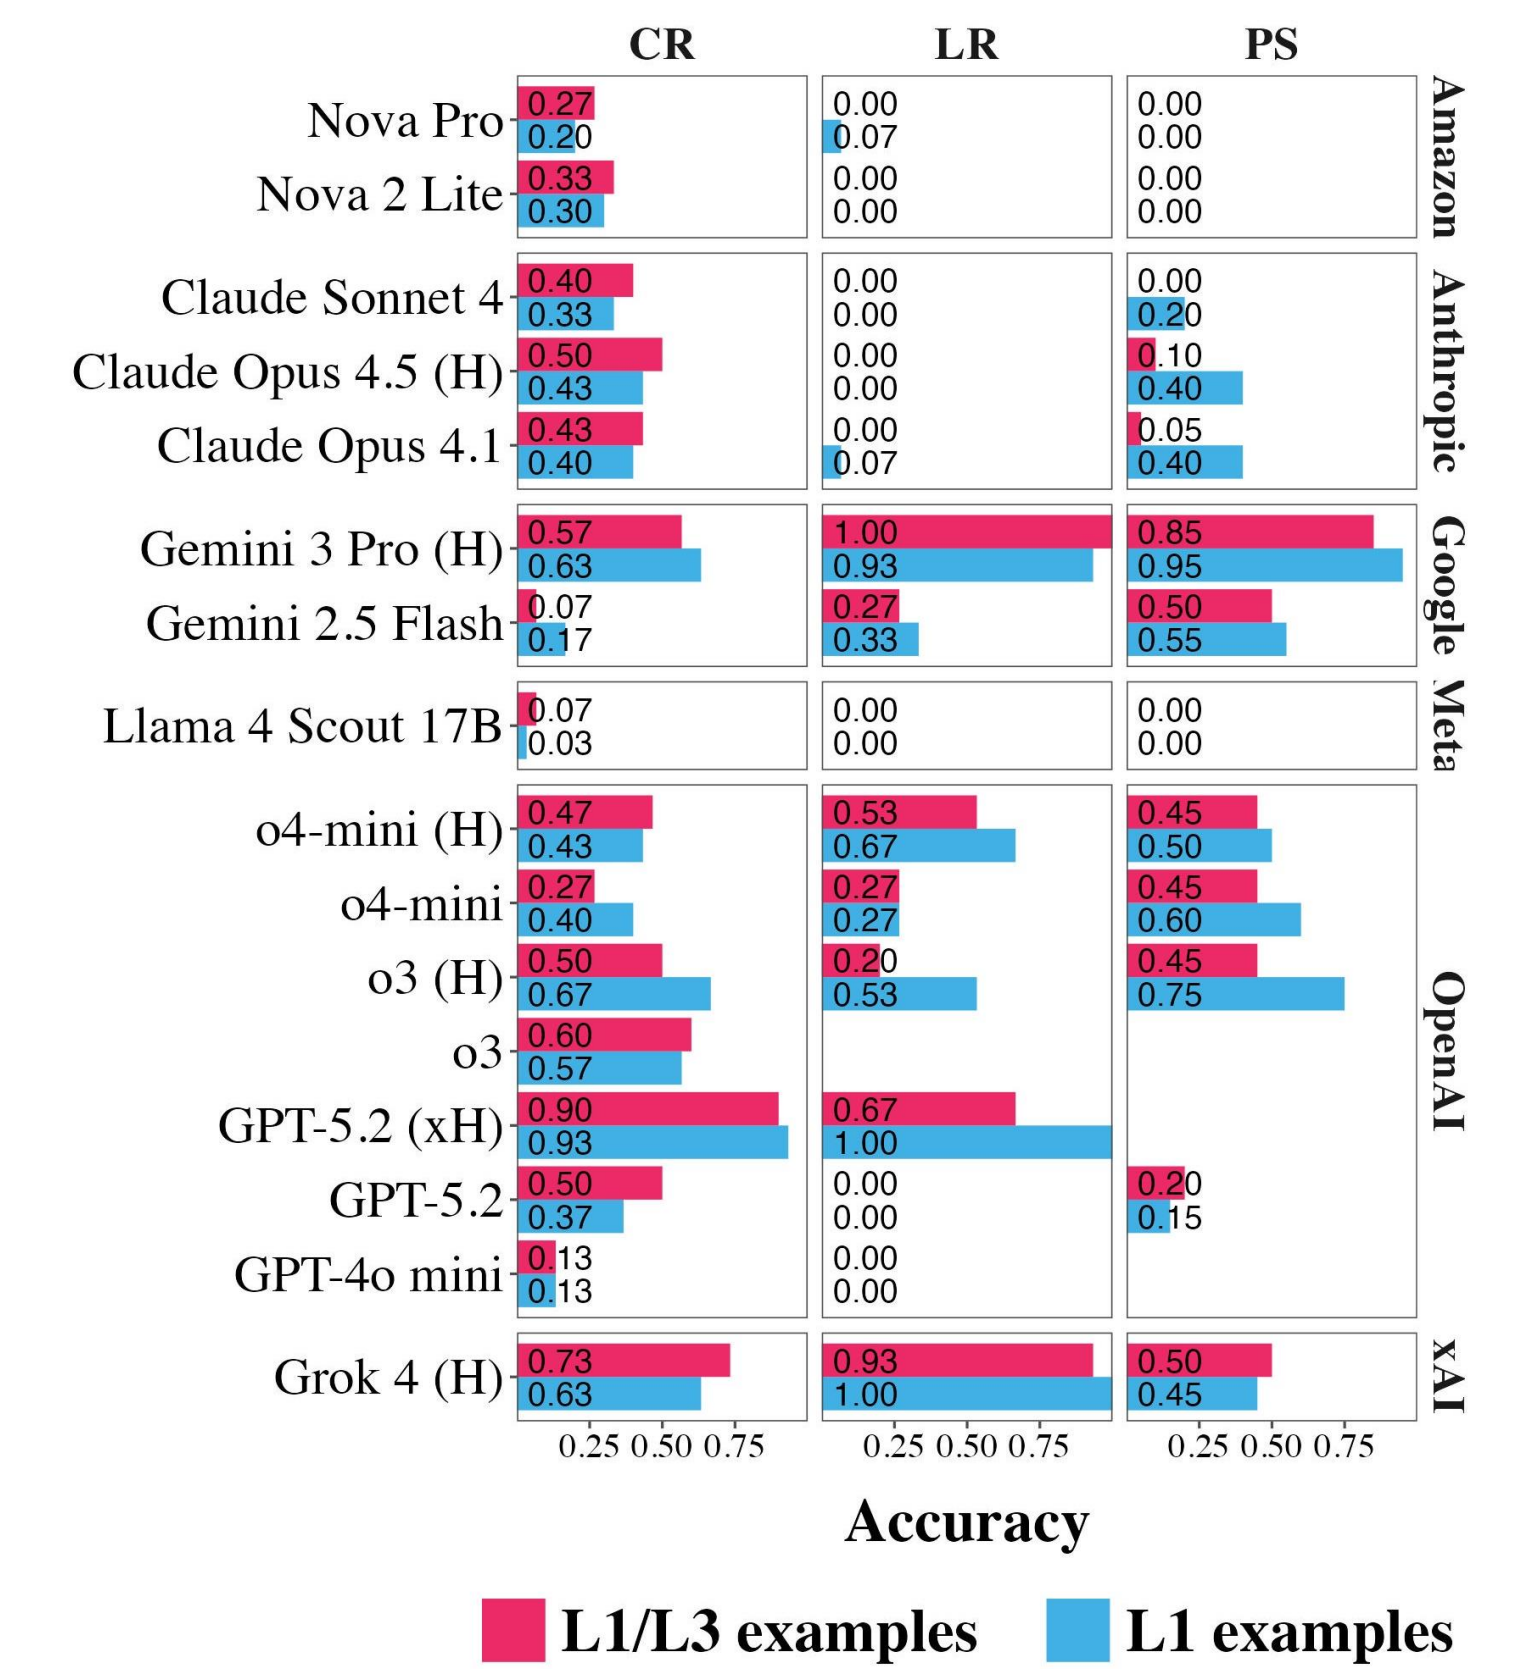 CR LR PS
Amazon
Nova Pro 0.27 0.00 0.00
0.20 0.07 0.00
Nova 2 Lite 0.33 0.00 0.00
0.30 0.00 0.00
Anthropic
Claude Sonnet 4 0.40 0.00 0.00
0.33 0.00 0.20
Claude Opus 4.5 (H) 0.50 0.00 0.10
0.43 0.00 0.40
Claude Opus 4.1 0.43 0.00 0.05
0.40 0.07 0.40
Google
Gemini 3 Pro (H) 0.57 1.00 0.85
0.63 0.93 0.95
Gemini 2.5 Flash 0.07 0.27 0.50
0.17 0.33 0.55
Meta
Llama 4 Scout 17B 0.07 0.00 0.00
0.03 0.00 0.00
OpenAI
o4-mini (H) 0.47 0.53 0.45
0.43 0.67 0.50
o4-mini 0.27 0.27 0.45
0.40 0.27 0.60
o3 (H) 0.50 0.20 0.45
0.67 0.53 0.75
o3 0.60
0.57
GPT-5.2 (xH) 0.90 0.67
0.93 1.00
GPT-5.2 0.50 0.00 0.20
0.37 0.00 0.15
GPT-4o mini 0.13 0.00
0.13 0.00
xAI
Grok 4 (H) 0.73 0.93 0.50
0.63 1.00 0.45
0.25 0.50 0.75 0.25 0.50 0.75 0.25 0.50 0.75
Accuracy
L1/L3 examples L1 examples